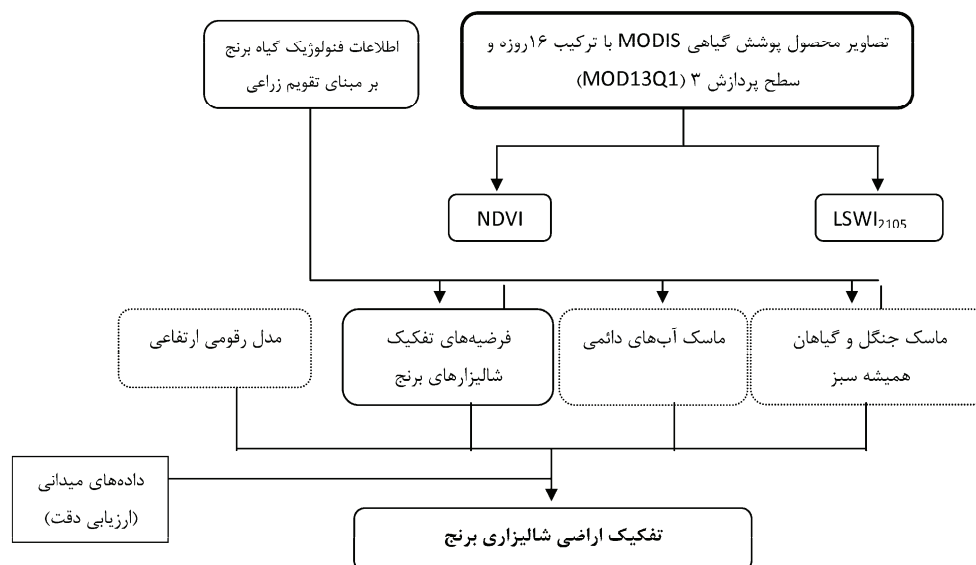 تصاویر محصول پوشش گیاهی MODIS با ترکیب ۱۶روزه و
سطح پردازش ۳ (MOD13Q1)
اطلاعات فنولوژیک گیاه برنج
بر مبنای تقویم زراعی
NDVI
LSWI2105
ماسک جنگل و گیاهان
همیشه سبز
ماسک آب‌های دائمی
فرضیه‌های تفکیک
شالیزارهای برنج
مدل رقومی ارتفاعی
داده‌های میدانی
(ارزیابی دقت)
تفکیک اراضی شالیزاری برنج